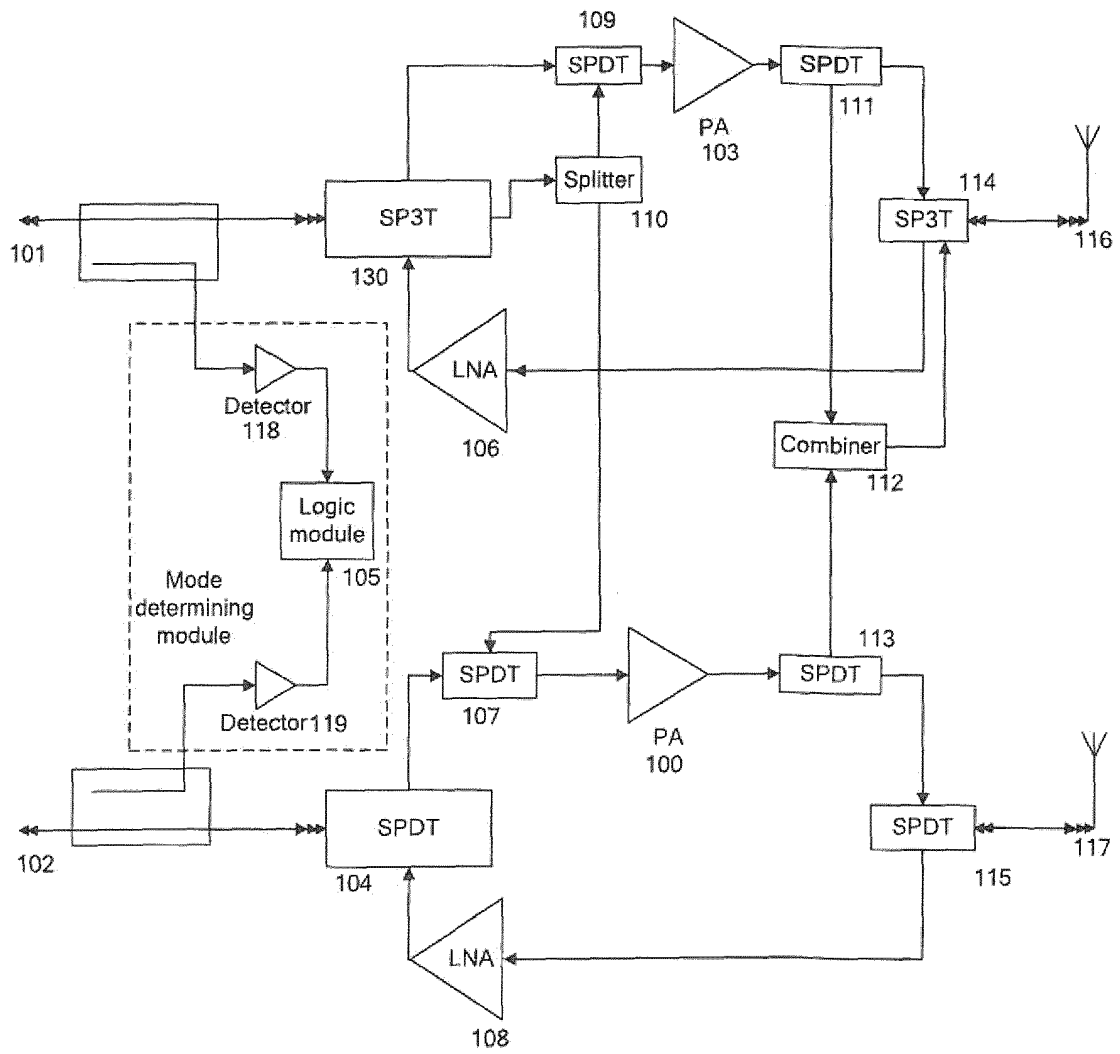 109
SPDT
SPDT
111
PA
103
Splitter
110
114
SP3T
116
SP3T
130
101
LNA
106
Detector
118
Combiner
112
Logic
module
105
Mode
determining
module
113
SPDT
SPDT
107
PA
100
Detector119
SPDT
104
102
SPDT
115
117
LNA
108